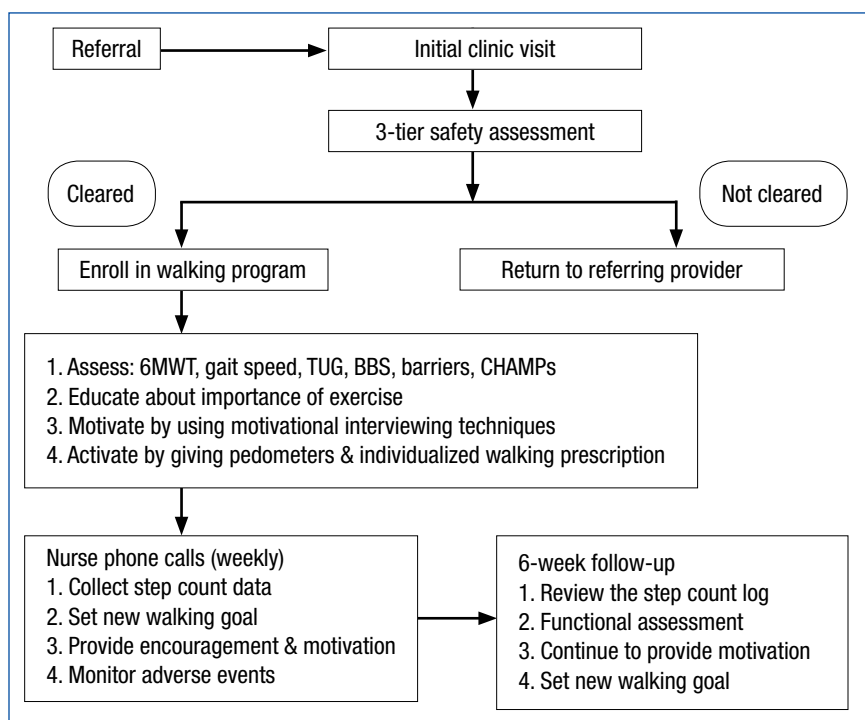 Referral
Initial clinic visit
3-tier safety assessment
Cleared
Not cleared
Enroll in walking program
Return to referring provider
1. Assess: 6MWT, gait speed, TUG, BBS, barriers, CHAMPs
2. Educate about importance of exercise
3. Motivate by using motivational interviewing techniques
4. Activate by giving pedometers & individualized walking prescription
Nurse phone calls (weekly)
1. Collect step count data
2. Set new walking goal
3. Provide encouragement & motivation
4. Monitor adverse events
6-week follow-up
1. Review the step count log
2. Functional assessment
3. Continue to provide motivation
4. Set new walking goal